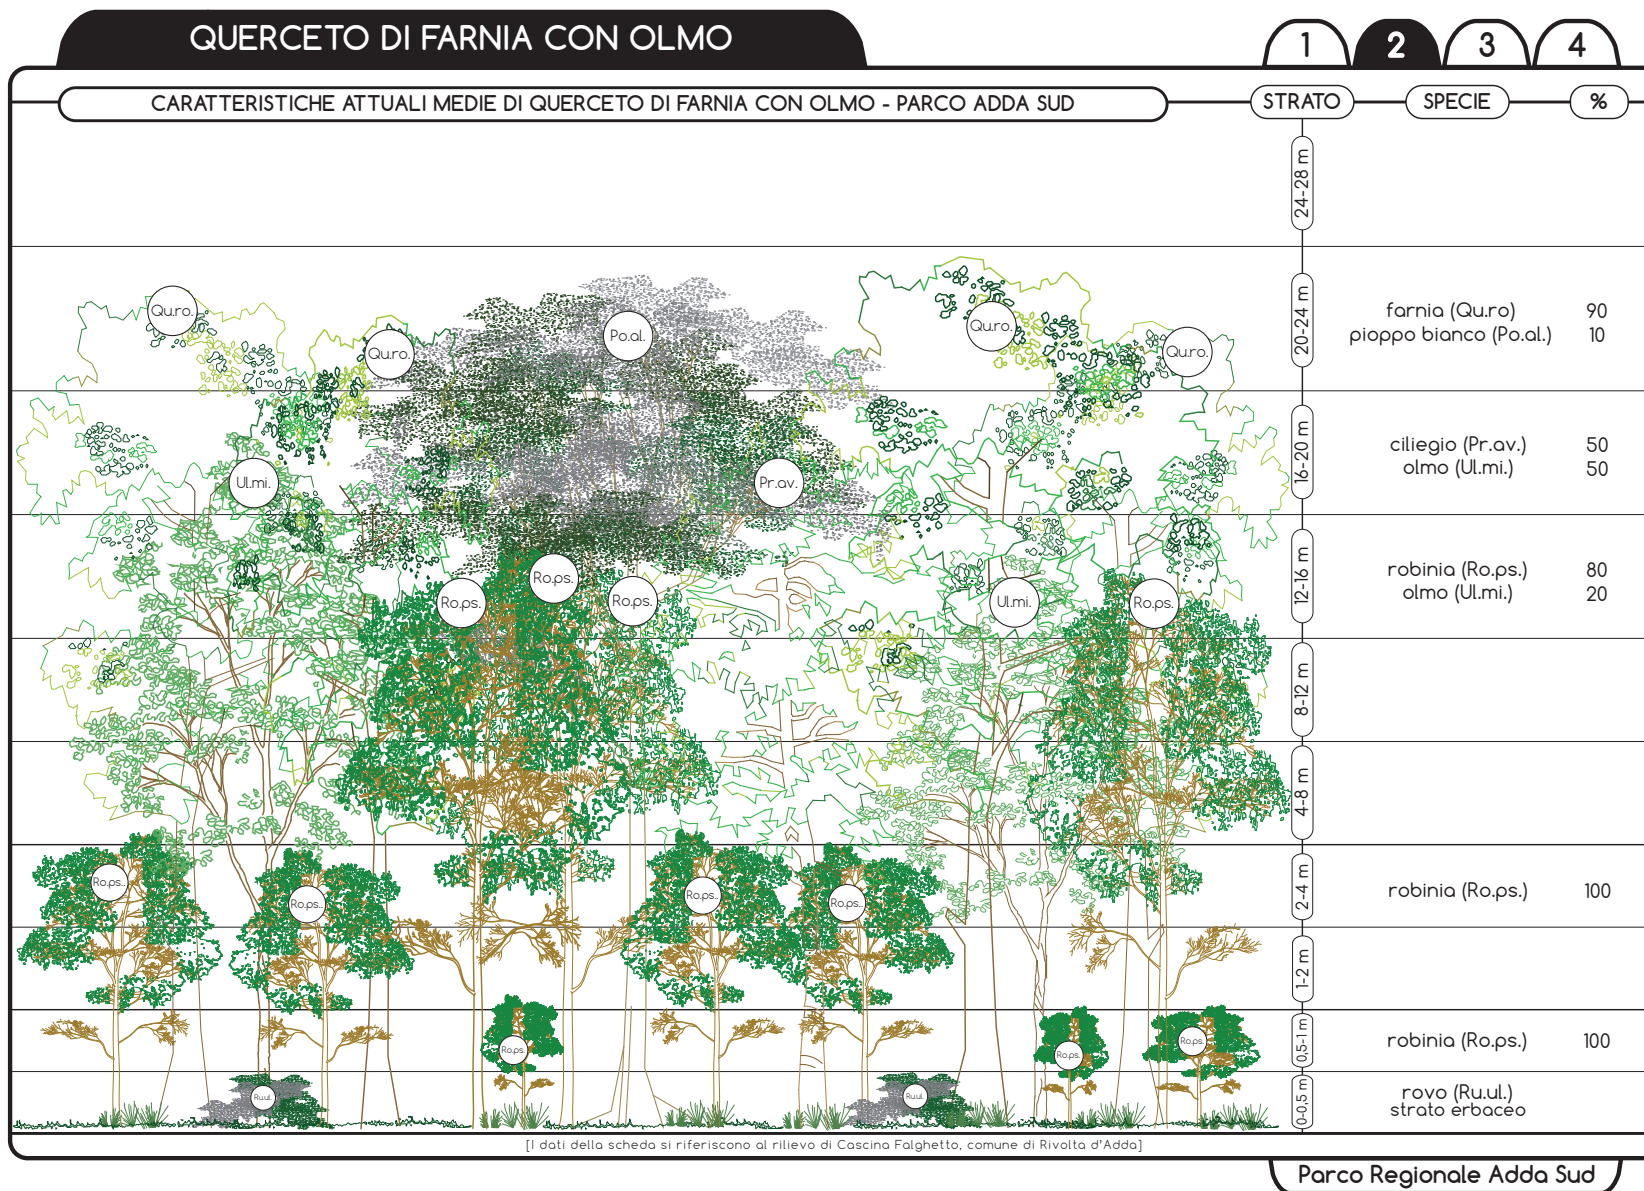 QUERCETO DI FARNIA CON OLMO
1 2 3 4
CARATTERISTICHE ATTUALI MEDIE DI QUERCETO DI FARNIA CON OLMO - PARCO ADDA SUD
STRATO SPECIE %
24-28 m
20-24 m
farnia (Qu.ro) 90
pioppo bianco (Po.al.) 10
Qu.ro.
Qu.ro.
Po.al.
Qu.ro.
Qu.ro.
16-20 m
ciliegio (Pr.av.) 50
olmo (Ul.mi.) 50
Ul.mi.
Pr.av.
12-16 m
robinia (Ro.ps.) 80
olmo (Ul.mi.) 20
Ro.ps.
Ro.ps.
Ro.ps.
Ul.mi.
Ro.ps.
8-12 m
4-8 m
2-4 m
robinia (Ro.ps.) 100
Ro.ps..
Ro.ps..
Ro.ps..
Ro.ps..
1-2 m
0,5-1 m
robinia (Ro.ps.) 100
Ro.ps.
Ro.ps.
Ro.ps.
0-0,5 m
rovo (Ru.ul.)
strato erbaceo
Ru.ul.
Ru.ul.
[I dati della scheda si riferiscono al rilievo di Cascina Falghetto, comune di Rivolta d'Adda]
Parco Regionale Adda Sud